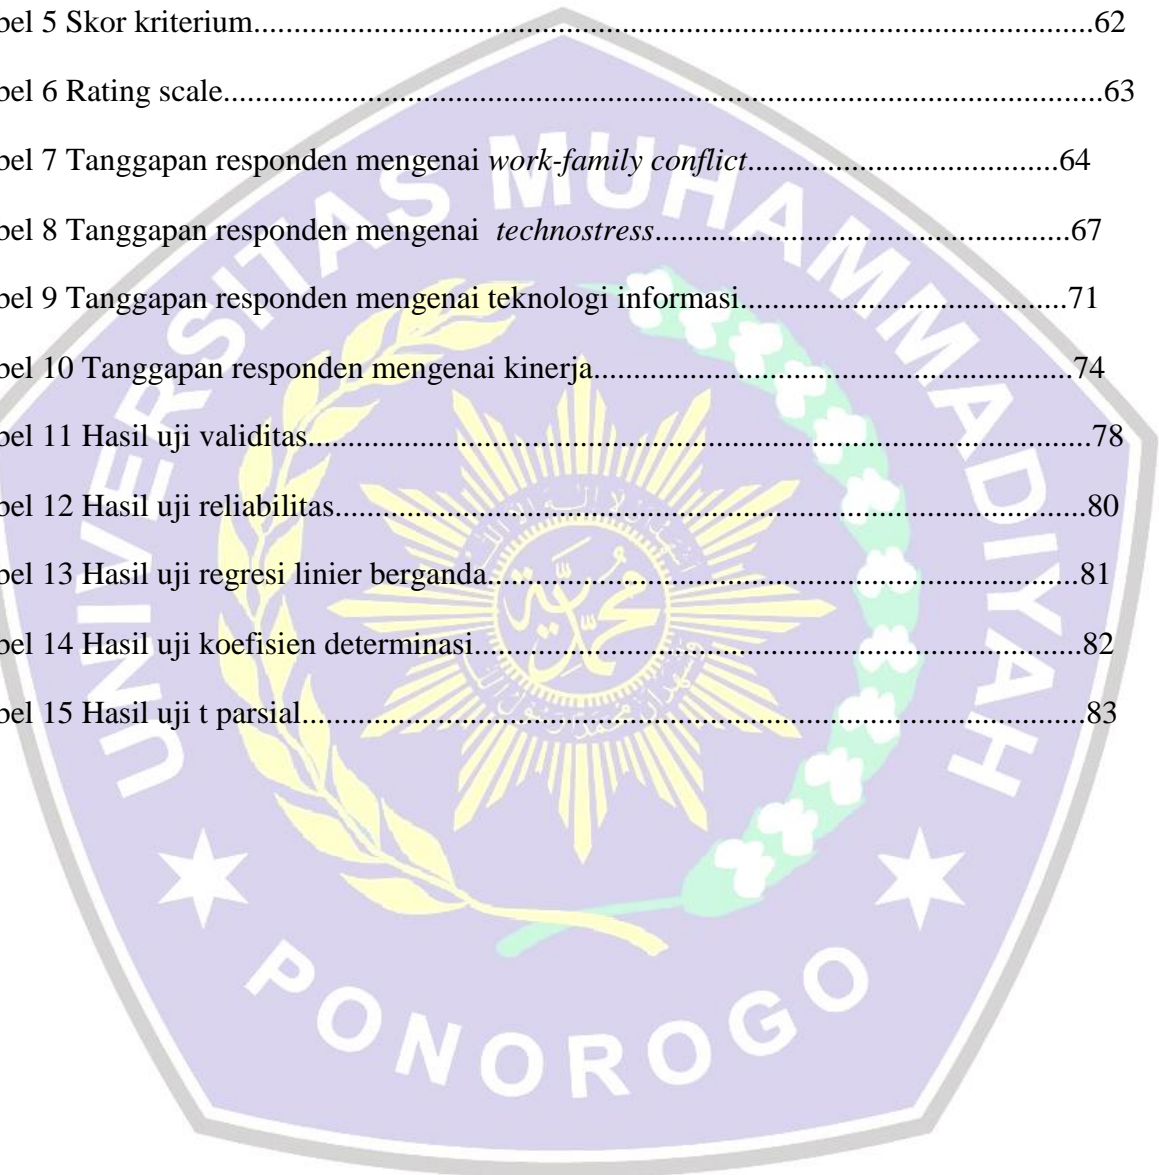 bel 5 Skor kriterium..........................................................................................................62
bel 6 Rating scale...............................................................................................................63
bel 7 Tanggapan responden mengenai work-family conflict.......................................64
bel 8 Tanggapan responden mengenai technostress....................................................67
bel 9 Tanggapan responden mengenai teknologi informasi.........................................71
bel 10 Tanggapan responden mengenai kinerja............................................................74
bel 11 Hasil uji validitas...................................................................................................78
bel 12 Hasil uji reliabilitas...............................................................................................80
bel 13 Hasil uji regresi linier berganda..........................................................................81
bel 14 Hasil uji koefisien determinasi............................................................................82
bel 15 Hasil uji t parsial...................................................................................................83
UNIVERSITAS MUHAMMADIYAH
PONOROGO
محمدية